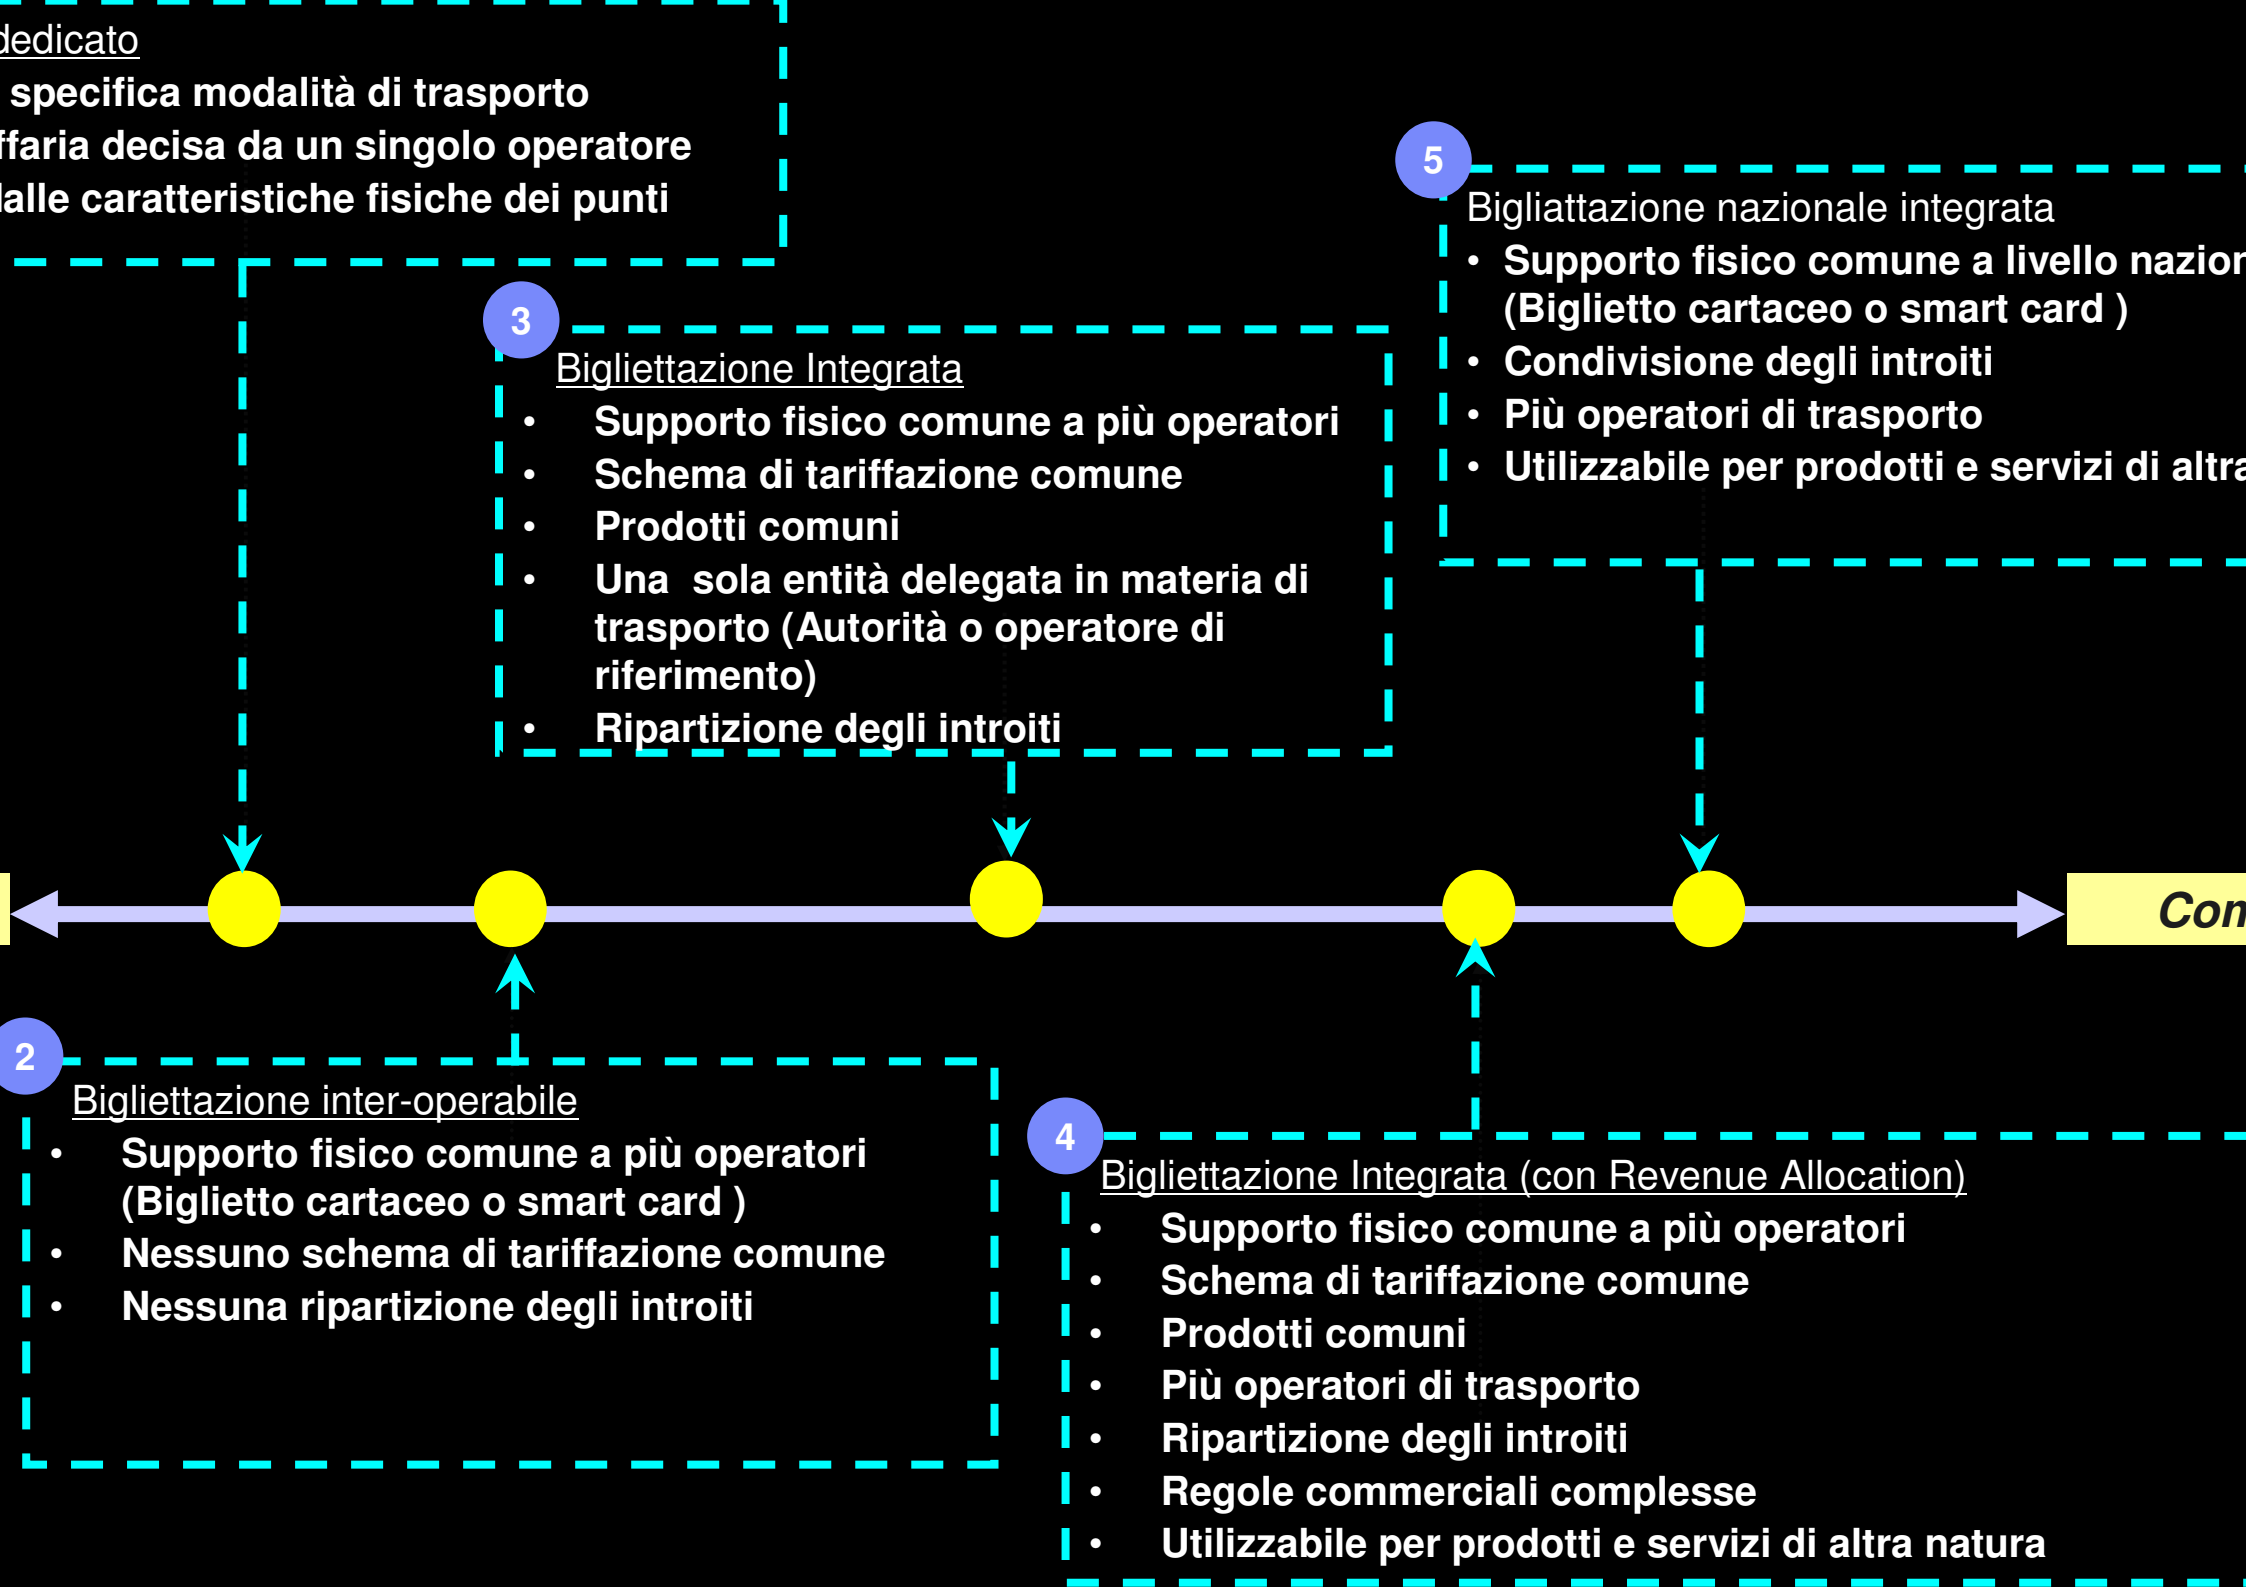 dedicato
specifica modalità di trasporto
decisa da un singolo operatore
caratteristiche fisiche dei punti
5
Bigliattazione nazionale integrata
• Supporto fisico comune a livello
(Biglietto cartaceo o smart card )
• Condivisione degli introiti
• Più operatori di trasporto
• Utilizzabile per prodotti e servizi di
3
Bigliettazione Integrata
• Supporto fisico comune a più operatori
• Schema di tariffazione comune
• Prodotti comuni
• Una sola entità delegata in materia di
trasporto (Autorità o operatore di
riferimento)
• Ripartizione degli introiti
2
Bigliettazione inter-operabile
• Supporto fisico comune a più operatori
(Biglietto cartaceo o smart card )
• Nessuno schema di tariffazione comune
• Nessuna ripartizione degli introiti
4
Bigliettazione Integrata (con Revenue Allocation)
• Supporto fisico comune a più operatori
• Schema di tariffazione comune
• Prodotti comuni
• Più operatori di trasporto
• Ripartizione degli introiti
• Regole commerciali complesse
• Utilizzabile per prodotti e servizi di altra natura